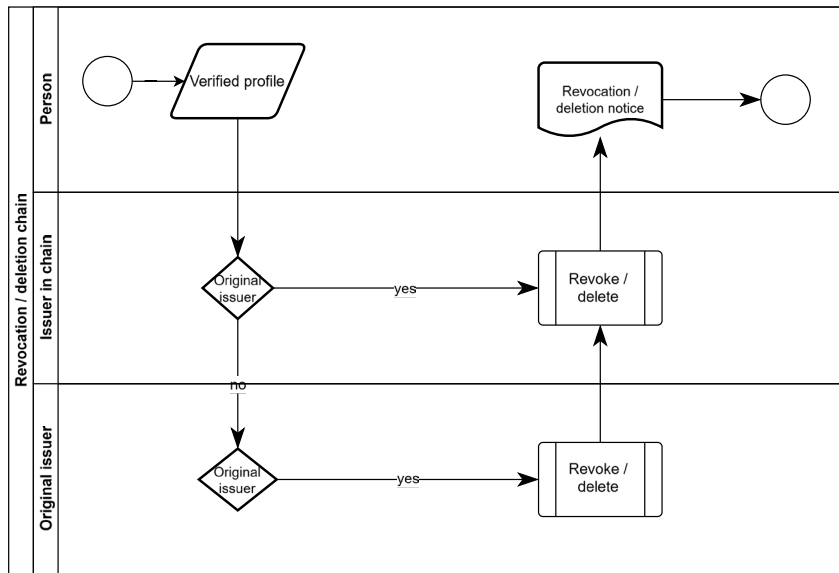 Revocation / deletion chain
Person
Verified profile
Revocation /
deletion notice
Issuer in chain
Original
issuer
yes
Revoke /
delete
no
Original issuer
Original
issuer
yes
Revoke /
delete